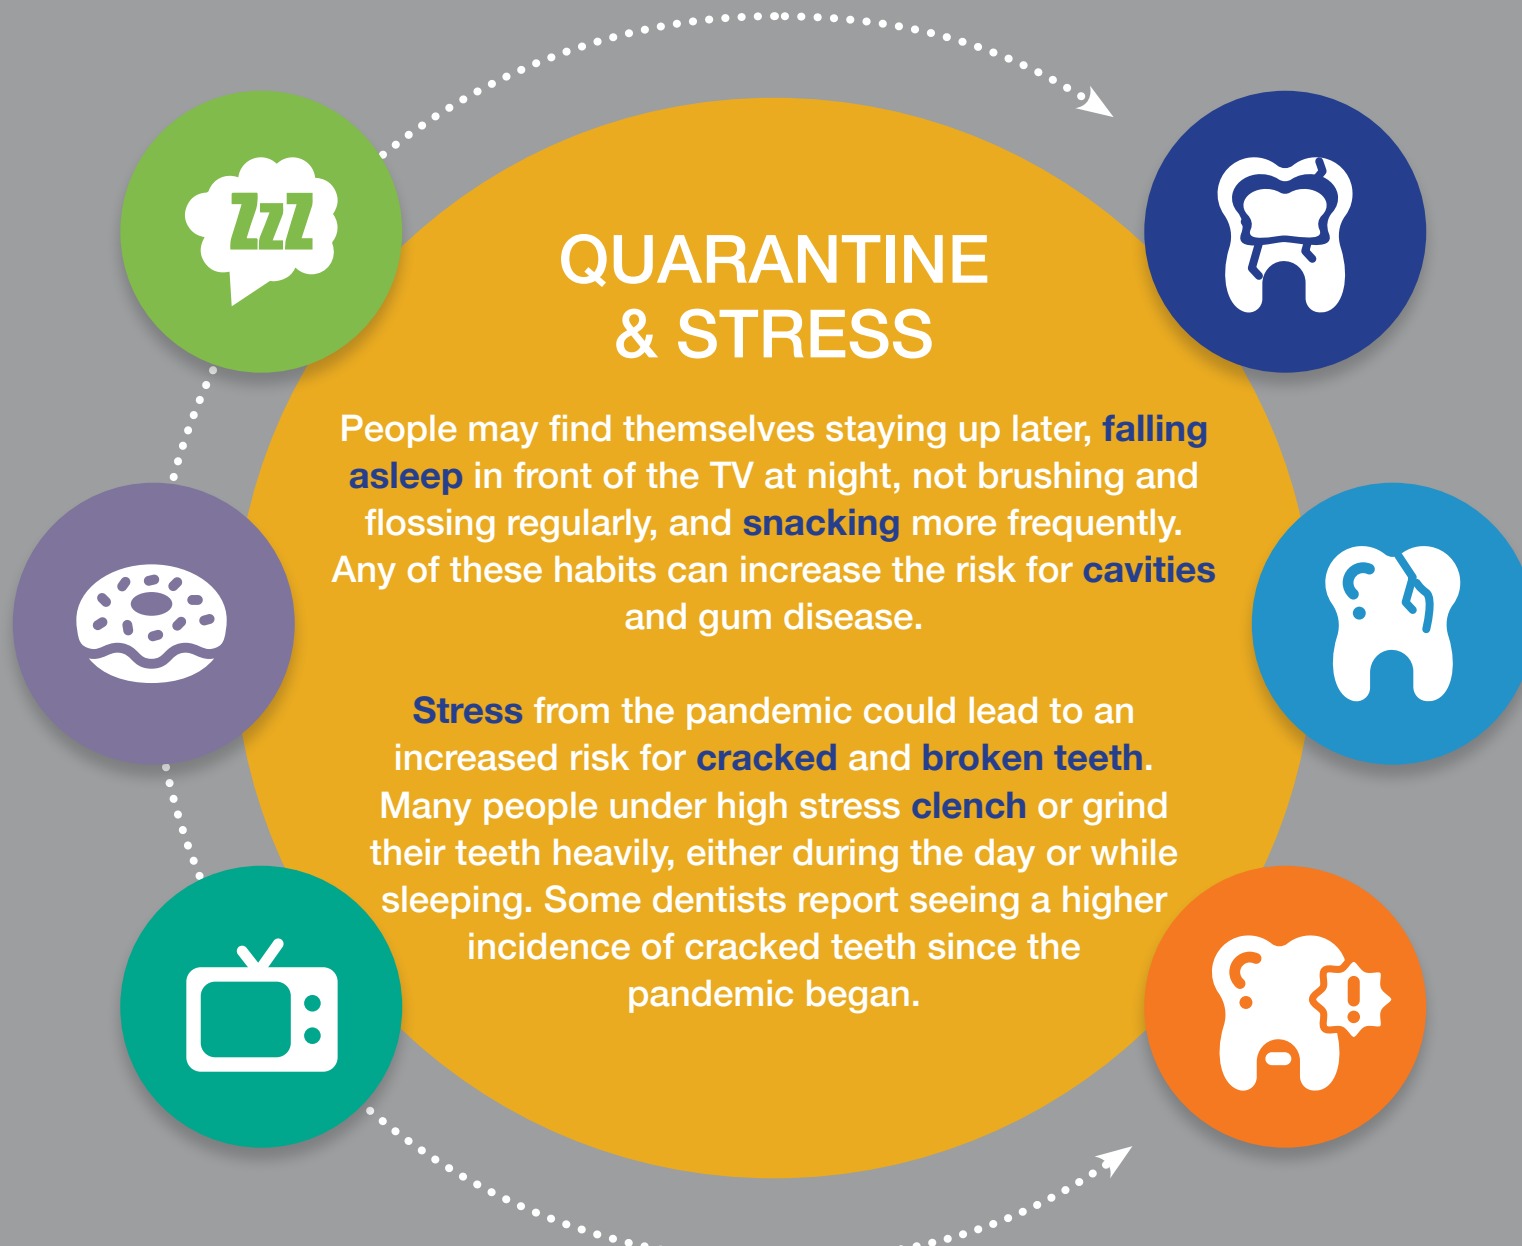 ZzZ
QUARANTINE
& STRESS
People may find themselves staying up later, falling
asleep in front of the TV at night, not brushing and
flossing regularly, and snacking more frequently.
Any of these habits can increase the risk for cavities
and gum disease.
Stress from the pandemic could lead to an
increased risk for cracked and broken teeth.
Many people under high stress clench or grind
their teeth heavily, either during the day or while
sleeping. Some dentists report seeing a higher
incidence of cracked teeth since the
pandemic began.
!